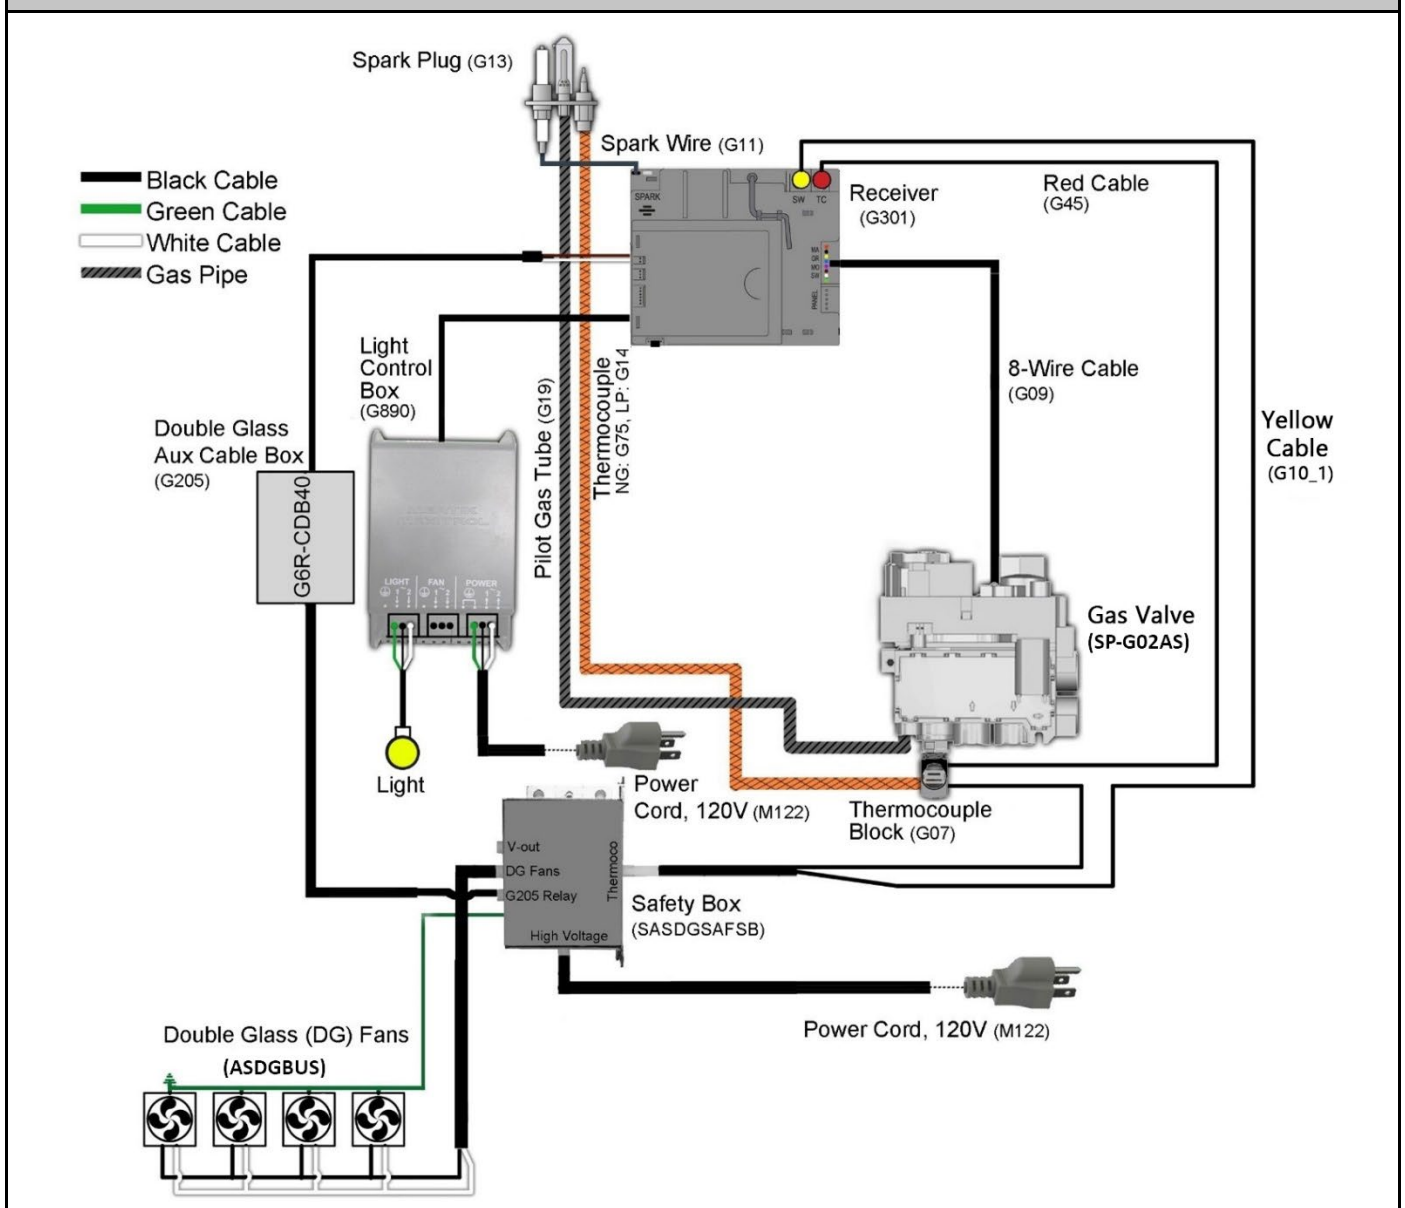 Spark Plug (G13)
Spark Wire (G11)
Black Cable
Green Cable
White Cable
Gas Pipe
SPARK
SW TC
Receiver
(G301)
Red Cable
(G45)
PANEL
Light
Control
Box
(G890)
8-Wire Cable
(G09)
Yellow
Cable
(G10_1)
Double Glass
Aux Cable Box
(G205)
G6R-CDB40
Pilot Gas Tube (G19)
Thermocouple
NG: G75, LP: G14
LIGHT FAN POWER
Gas Valve
(SP-G02AS)
Light
Power
Cord, 120V (M122)
Thermocouple
Block (G07)
V-out
DG Fans
G205 Relay
Thermoco
High Voltage
Safety Box
(SASDGSAFSB)
Power Cord, 120V (M122)
Double Glass (DG) Fans
(ASDGBUS)